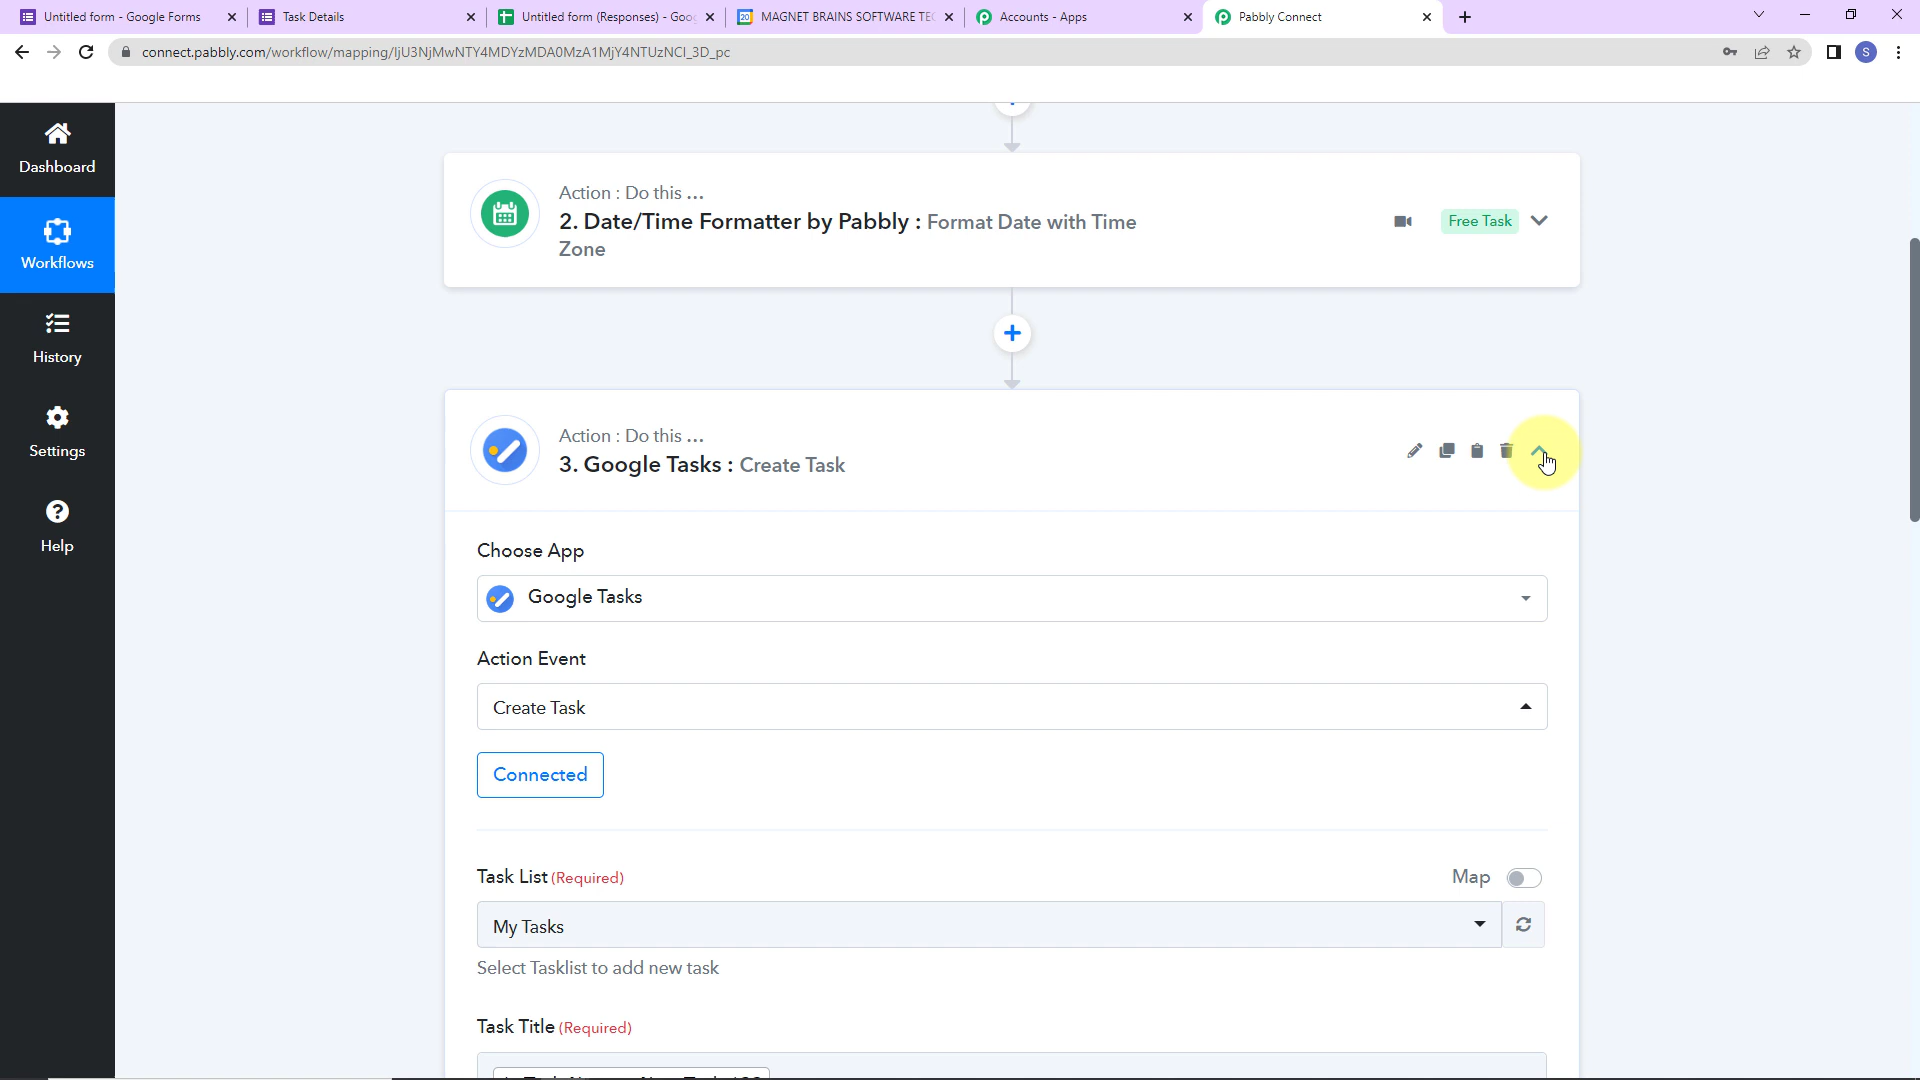 Untitled form - Google Forms
Task Details
Untitled form (Responses) - Goo
MAGNET BRAINS SOFTWARE TE
Accounts - Apps
Pabbly Connect
connect.pabbly.com/workflow/mapping/IjU3NjMwNTY4MDYzMDA0MzA1MjY4NTUzNCI_3D_pc
S
Dashboard
Workflows
History
Settings
Help
Action : Do this ...
2. Date/Time Formatter by Pabbly : Format Date with Time
Zone
Free Task
Action : Do this ...
3. Google Tasks : Create Task
Choose App
Google Tasks
Action Event
Create Task
Connected
Task List (Required)
Map
My Tasks
Select Tasklist to add new task
Task Title (Required)